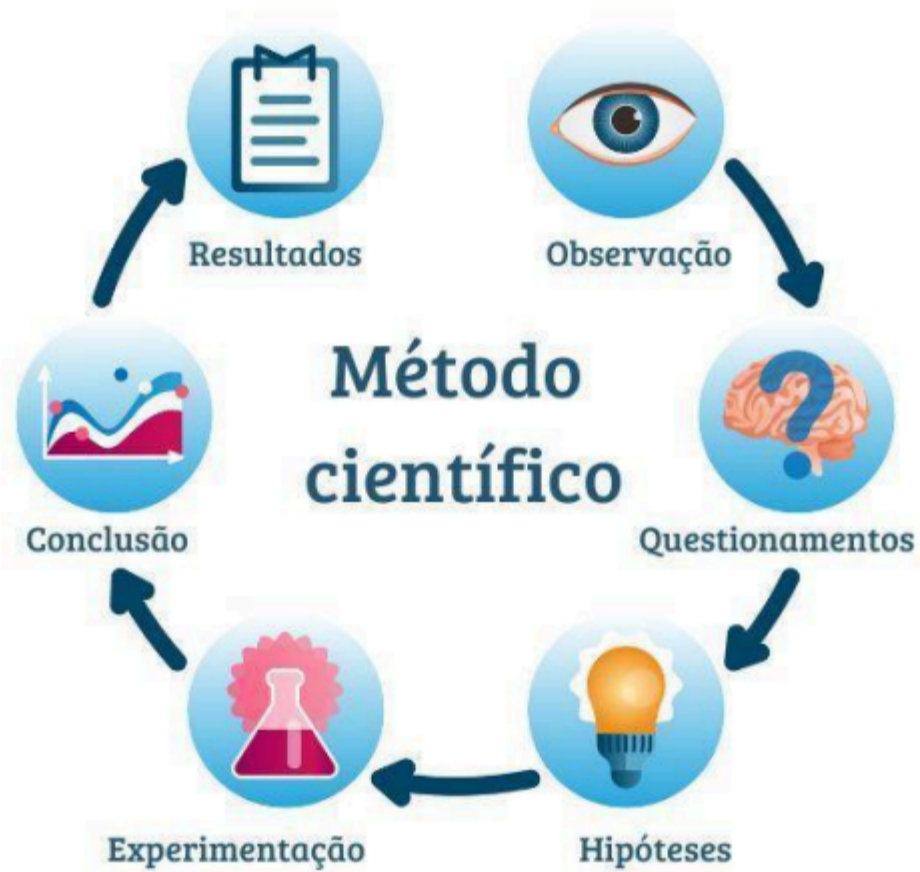 Método
científico
Observação
Questionamentos
Hipóteses
Experimentação
Conclusão
Resultados